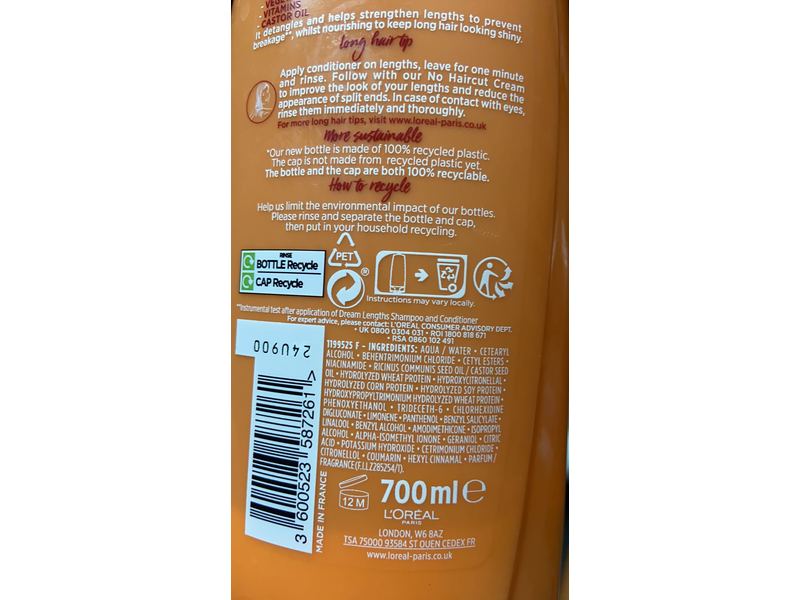 VITAMINS
- CASTOR OIL
It detangles and helps strengthen lengths to prevent
breakage**, whilst nourishing to keep long hair looking shiny.
long hair tip
Apply conditioner on lengths, leave for one minute
and rinse. Follow with our No Haircut Cream
to improve the look of your lengths and reduce the
appearance of split ends. In case of contact with eyes,
rinse them immediately and thoroughly.
For more long hair tips, visit www.loreal-paris.co.uk
More sustainable
*Our new bottle is made of 100% recycled plastic.
The cap is not made from recycled plastic yet.
The bottle and the cap are both 100% recyclable.
How to recycle
Help us limit the environmental impact of our bottles.
Please rinse and separate the bottle and cap,
then put in your household recycling.
RINSE
BOTTLE Recycle
CAP Recycle
PET
®
Instructions may vary locally.
**Instrumental test after application of Dream Lengths Shampoo and Conditioner
For expert advice, please contact: L'ORÉAL CONSUMER ADVISORY DEPT.
• UK 0800 0304 031 • ROI 1800 818 671
• RSA 0860 102 491
24U900
1199525 F - INGREDIENTS: AQUA / WATER • CETEARYL
ALCOHOL • BEHENTRIMONIUM CHLORIDE • CETYL ESTERS •
NIACINAMIDE • RICINUS COMMUNIS SEED OIL / CASTOR SEED
OIL • HYDROLYZED WHEAT PROTEIN • HYDROXYCITRONELLAL •
HYDROLYZED CORN PROTEIN • HYDROLYZED SOY PROTEIN •
HYDROXYPROPYLTRIMONIUM HYDROLYZED WHEAT PROTEIN •
PHENOXYETHANOL • TRIDECETH-6 • CHLORHEXIDINE
DIGLUCONATE • LIMONENE • PANTHENOL • BENZYL SALICYLATE •
LINALOOL • BENZYL ALCOHOL • AMODIMETHICONE • ISOPROPYL
ALCOHOL • ALPHA-ISOMETHYL IONONE • GERANIOL • CITRIC
ACID • POTASSIUM HYDROXIDE • CETRIMONIUM CHLORIDE •
CITRONELLOL • COUMARIN • HEXYL CINNAMAL • PARFUM /
FRAGRANCE (F.I.L Z285254/1).
3 600523 587261 >
MADE IN FRANCE
12 M
700 ml e
L'ORÉAL
PARIS
LONDON, W6 8AZ
TSA 75000 93584 ST OUEN CEDEX FR
www.loreal-paris.co.uk